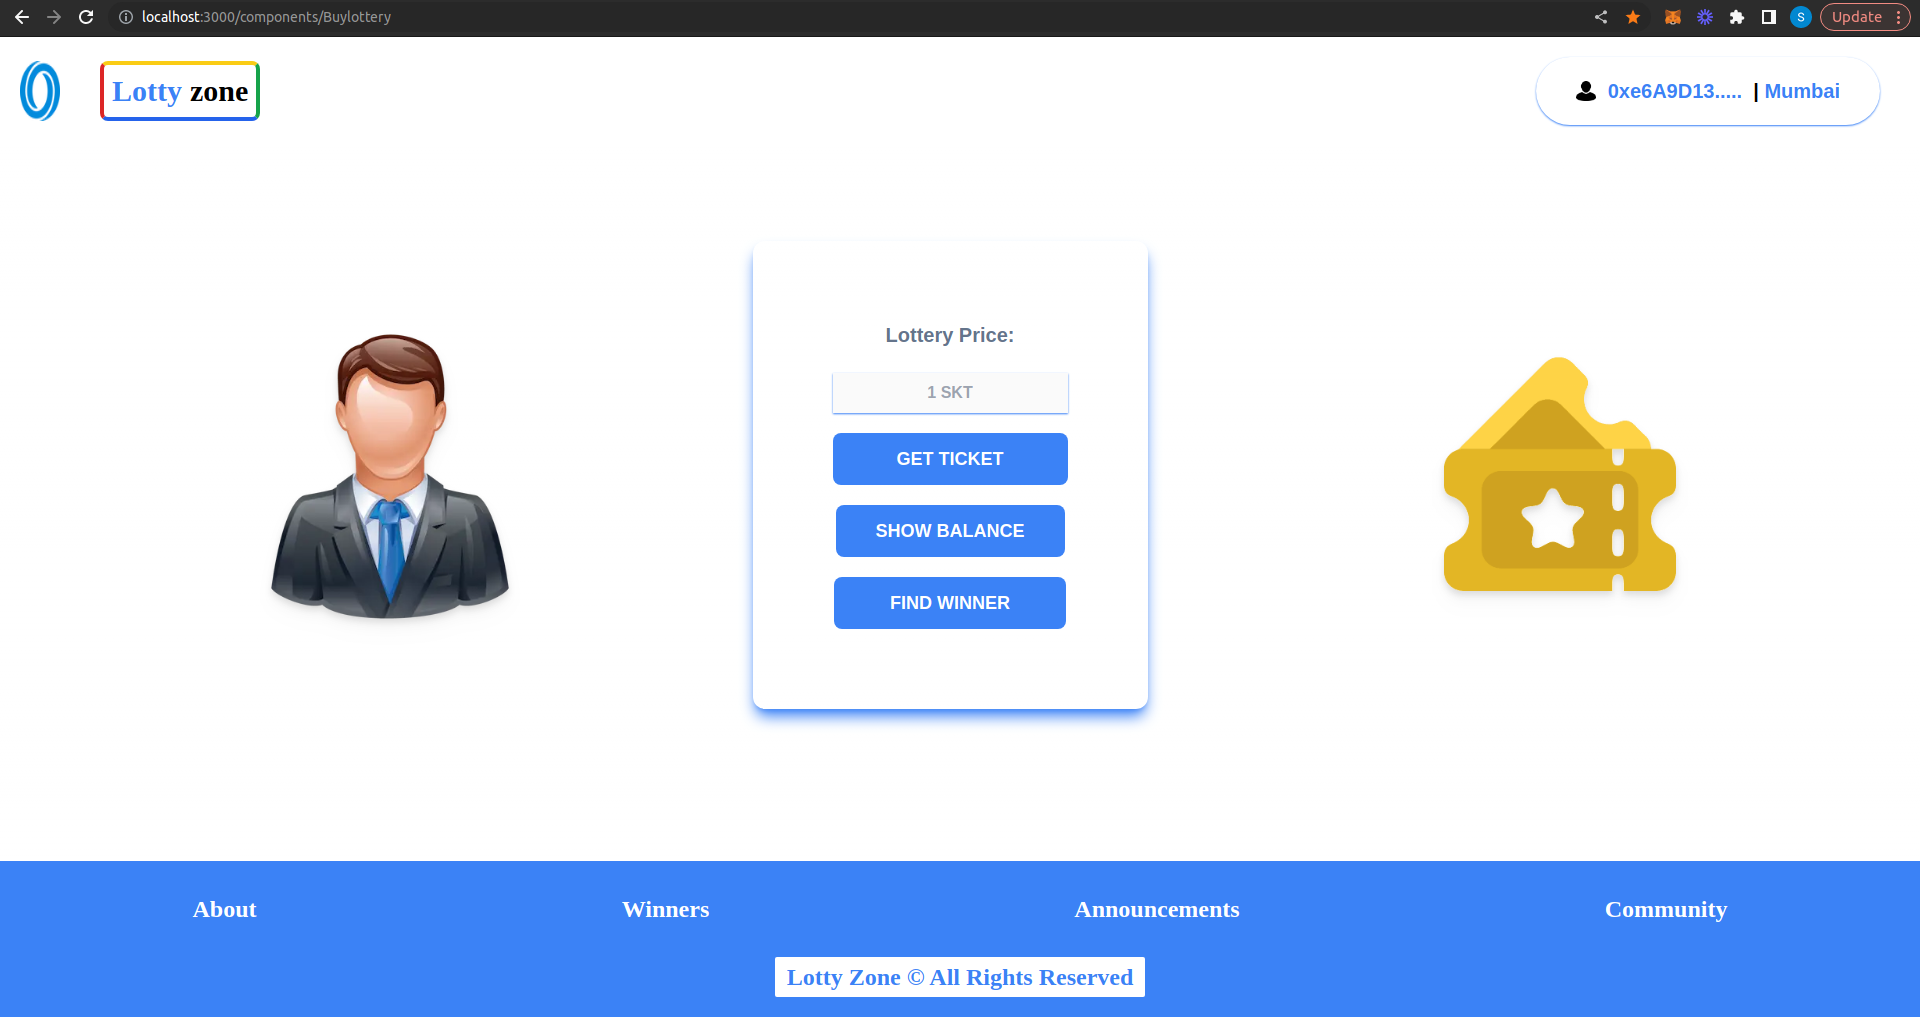 localhost:3000/components/Buylottery
S
Update
Lotty zone
0xe6A9D13..... | Mumbai
Lottery Price:
1 SKT
GET TICKET
SHOW BALANCE
FIND WINNER
About
Winners
Announcements
Community
Lotty Zone © All Rights Reserved